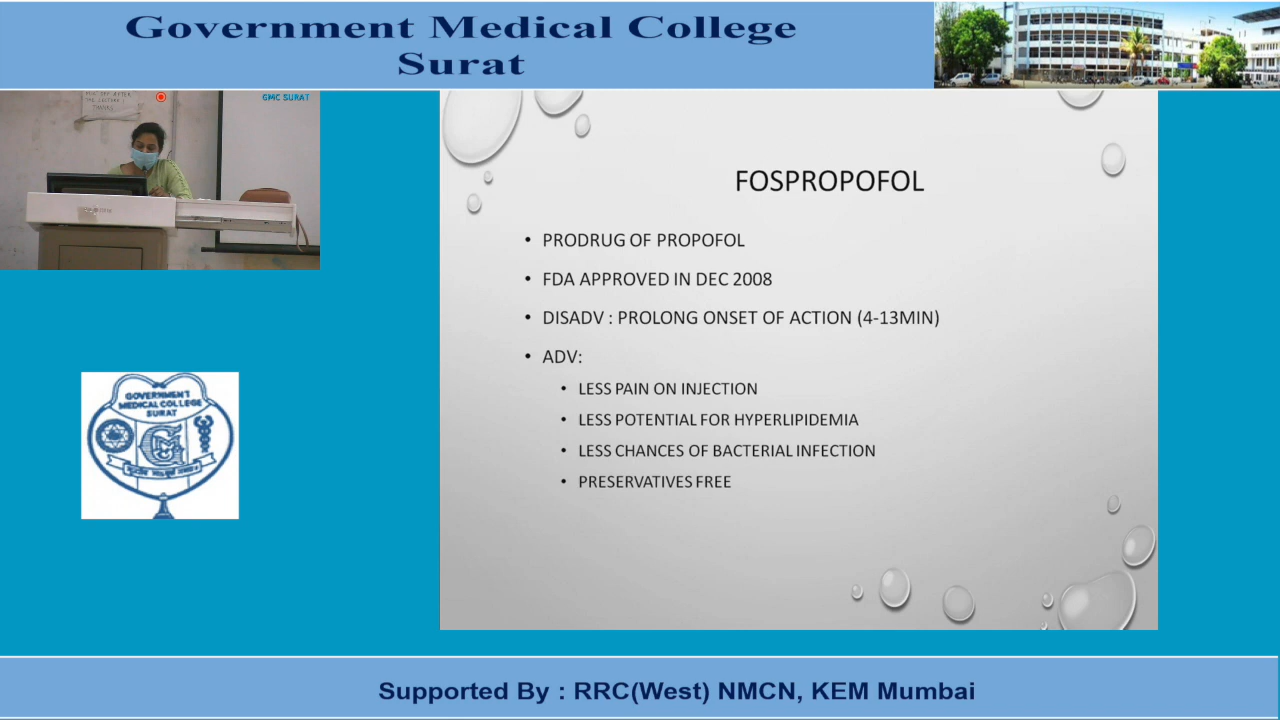 Government Medical College
Surat
GMC SURAT
THANKS
FOSPROPOFOL
• PRODRUG OF PROPOFOL
• FDA APPROVED IN DEC 2008
• DISADV : PROLONG ONSET OF ACTION (4-13MIN)
• ADV:
• LESS PAIN ON INJECTION
• LESS POTENTIAL FOR HYPERLIPIDEMIA
• LESS CHANCES OF BACTERIAL INFECTION
• PRESERVATIVES FREE
GOVERNMENT
MEDICAL COLLEGE
SURAT
Supported By : RRC(West) NMCN, KEM Mumbai